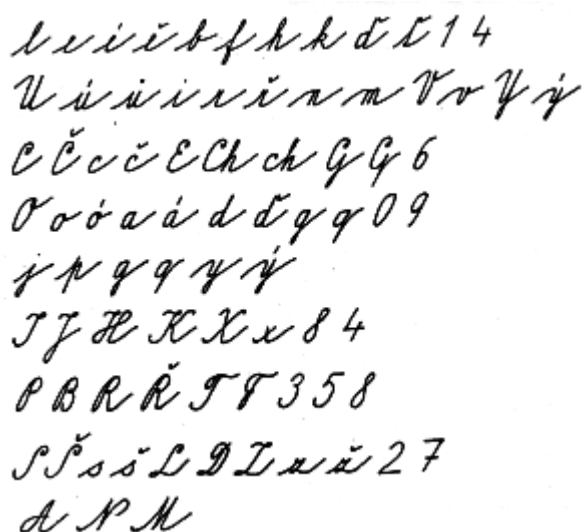 l e i ě b f h k ď ť 1 4
U ú ů i r ř n m V v Y ý
C Č c č E Ch ch G G 6
O o ó a á d ď g q 0 9
j p g q y ý
I J H K X x 8 4
P B R Ř T F 3 5 8
S Š s š L D Z z ž 2 7
A N M